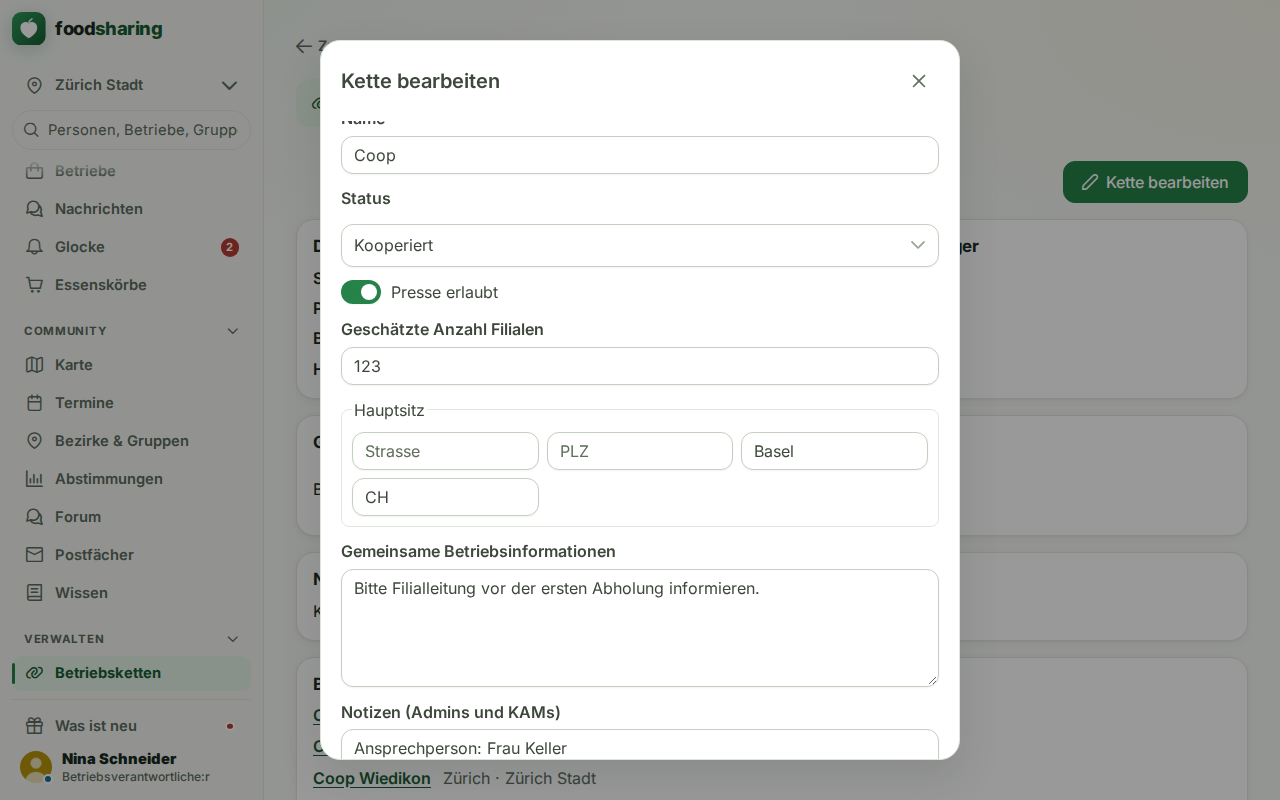 foodsharing
Zürich Stadt
Personen, Betriebe, Grupp
Betriebe
Nachrichten
Glocke 2
Essenskörbe
COMMUNITY
Karte
Termine
Bezirke & Gruppen
Abstimmungen
Forum
Postfächer
Wissen
VERWALTEN
Betriebsketten
Was ist neu
Nina Schneider
Betriebsverantwortliche:r
Kette bearbeiten
Kette bearbeiten
Name
Coop
Status
Kooperiert
Presse erlaubt
Geschätzte Anzahl Filialen
123
Hauptsitz
Strasse PLZ Basel
CH
Gemeinsame Betriebsinformationen
Bitte Filialleitung vor der ersten Abholung informieren.
Notizen (Admins und KAMs)
Ansprechperson: Frau Keller
Coop Wiedikon Zürich · Zürich Stadt